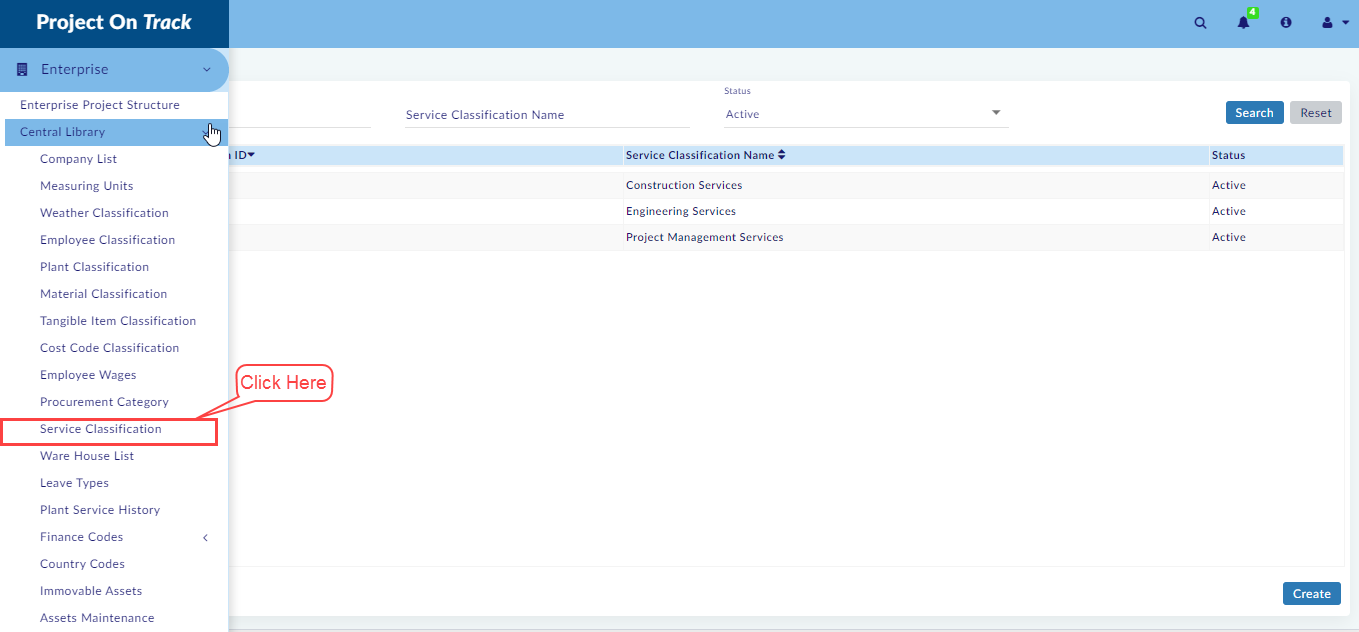 Project On Track
4
Enterprise
Enterprise Project Structure
Central Library
Company List
Measuring Units
Weather Classification
Employee Classification
Plant Classification
Material Classification
Tangible Item Classification
Cost Code Classification
Employee Wages
Procurement Category
Service Classification
Ware House List
Leave Types
Plant Service History
Finance Codes
Country Codes
Immovable Assets
Assets Maintenance
Click Here
Service Classification Name
Status
Active
Search
Reset
ID
Service Classification Name
Status
Construction Services
Active
Engineering Services
Active
Project Management Services
Active
Create